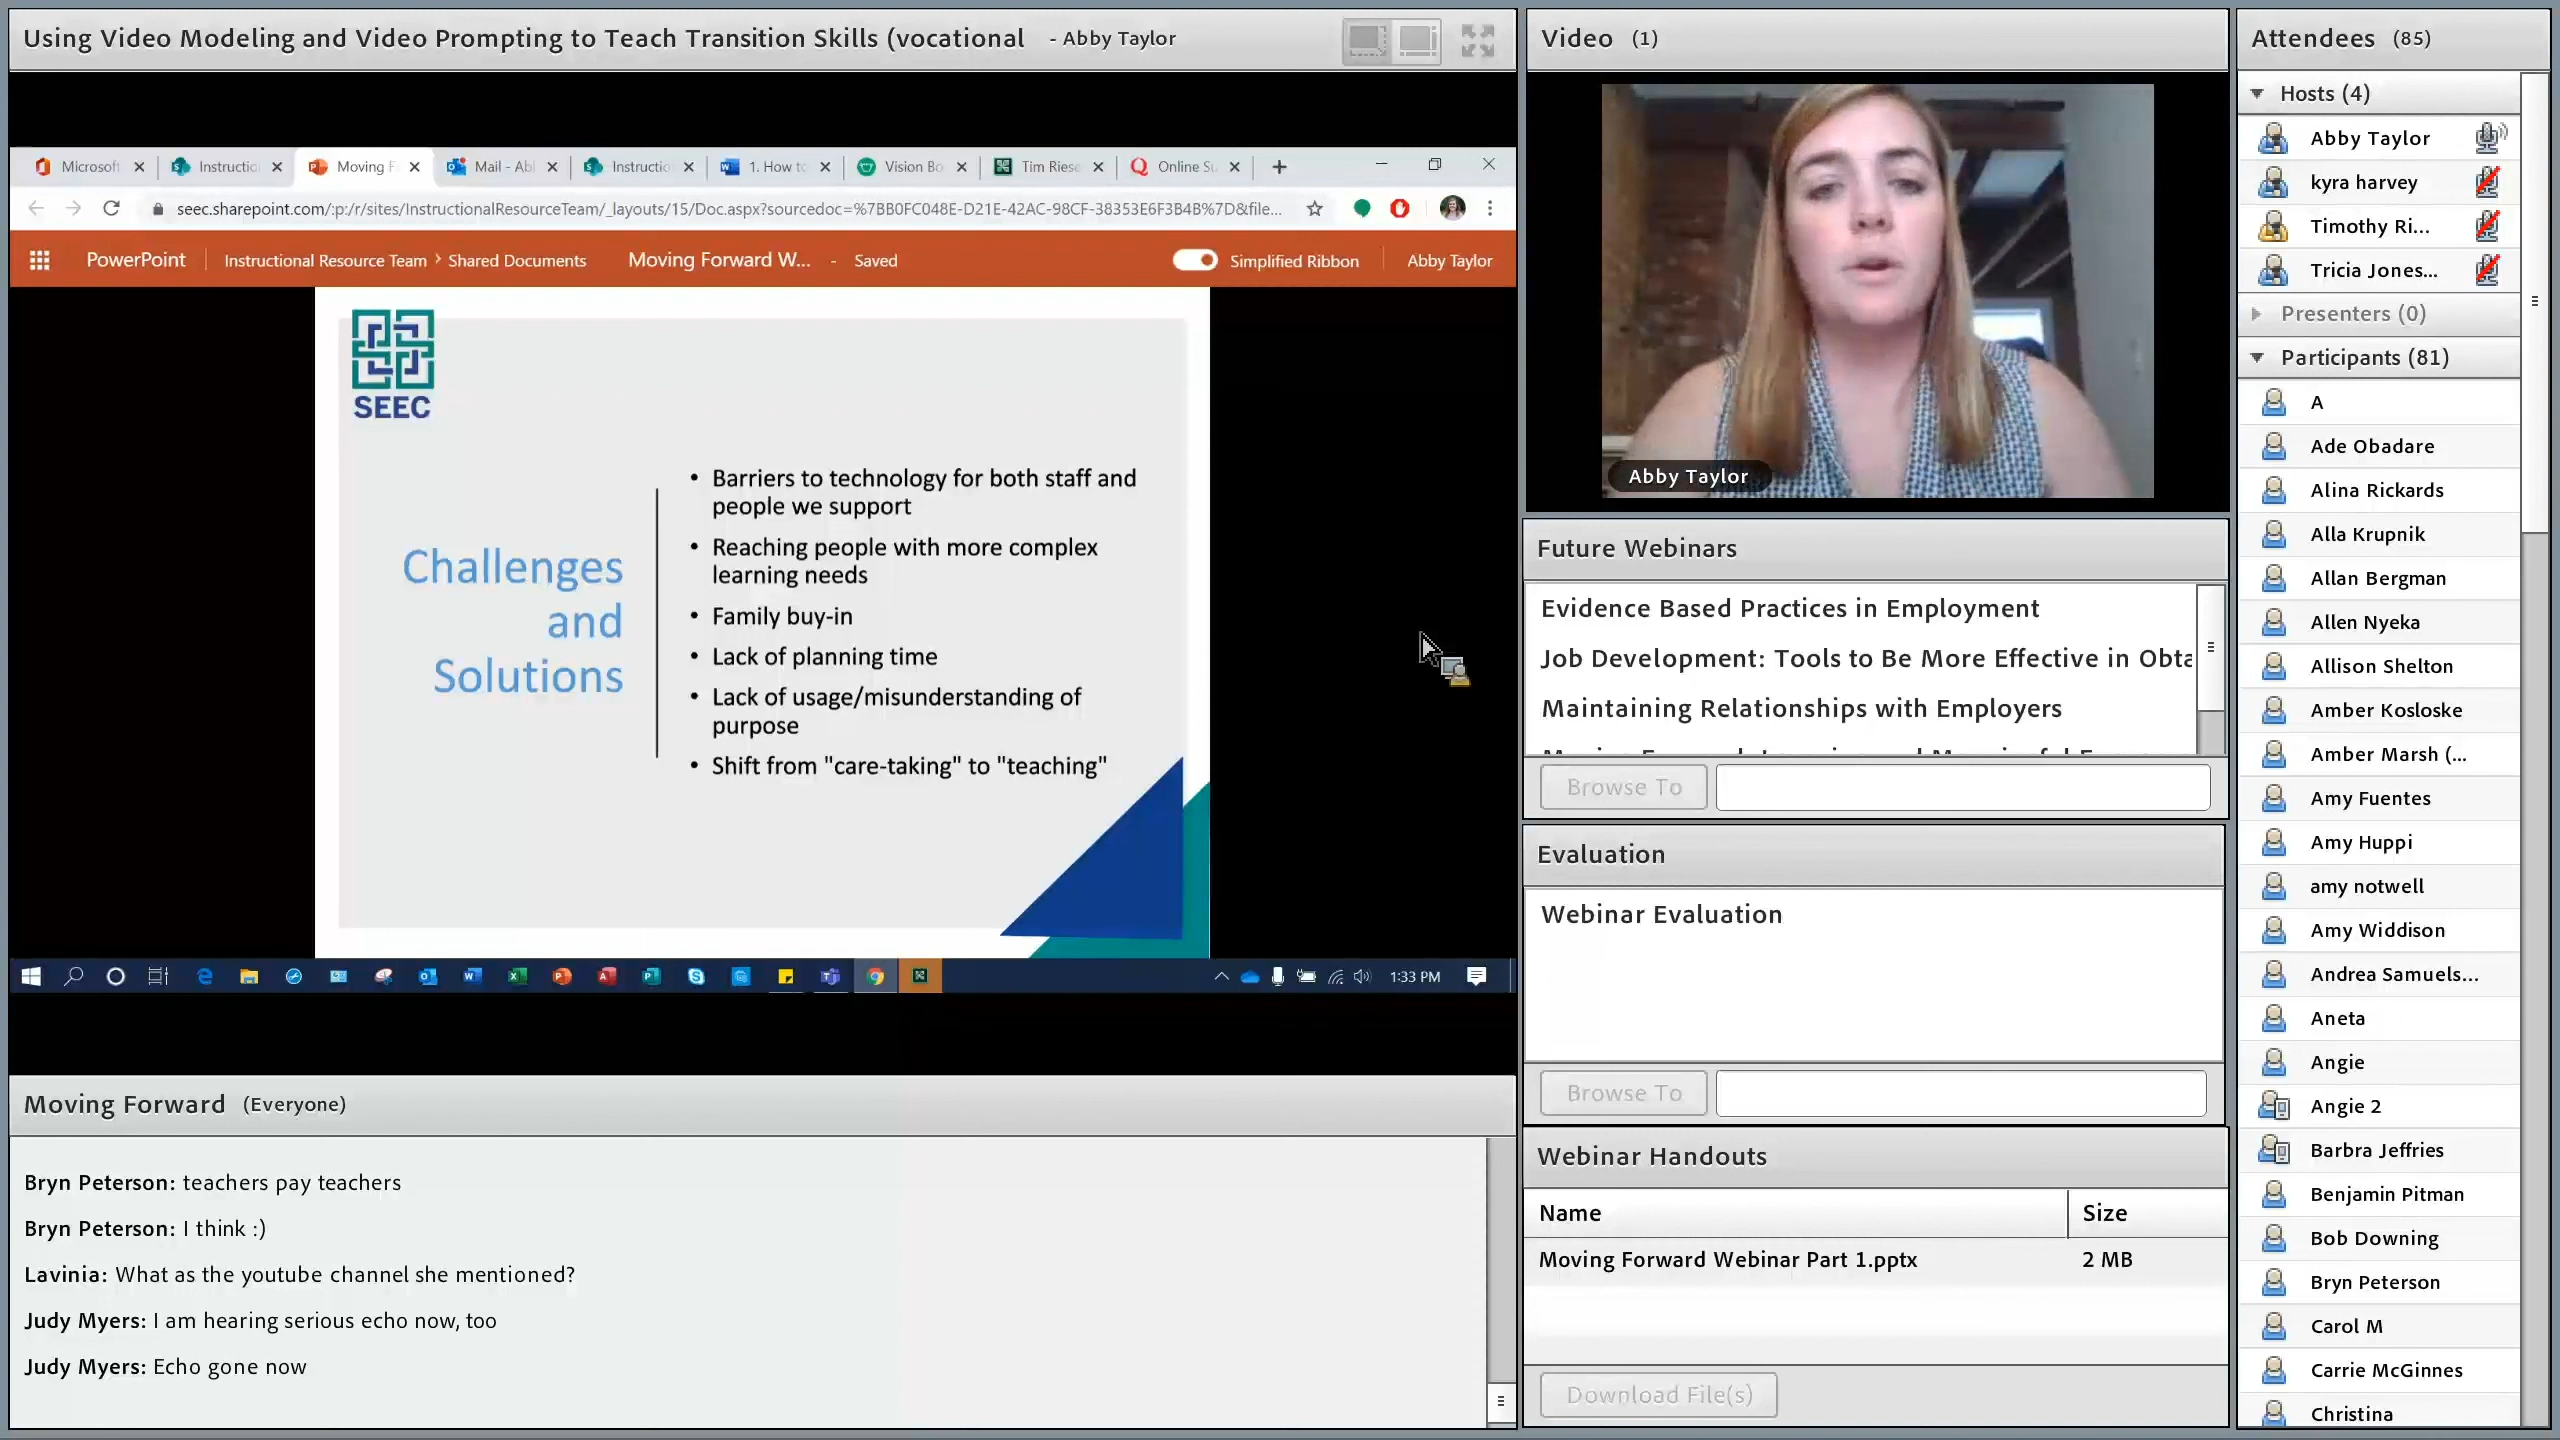 Using Video Modeling and Video Prompting to Teach Transition Skills (vocational - Abby Taylor
Microsoft
Instructio
Moving F
Mail - Abl
Instructio
1. How to
Vision Bo
Tim Riese
Online Su
seec.sharepoint.com/:p:/r/sites/InstructionalResourceTeam/_layouts/15/Doc.aspx?sourcedoc=%7BB0FC048E-D21E-42AC-98CF-38353E6F3B4B%7D&file...
PowerPoint
Instructional Resource Team > Shared Documents
Moving Forward W... - Saved
Simplified Ribbon
Abby Taylor
SEEC
Challenges
and
Solutions
• Barriers to technology for both staff and
people we support
• Reaching people with more complex
learning needs
• Family buy-in
• Lack of planning time
• Lack of usage/misunderstanding of
purpose
• Shift from "care-taking" to "teaching"
1:33 PM
Moving Forward (Everyone)
Bryn Peterson: teachers pay teachers
Bryn Peterson: I think :)
Lavinia: What as the youtube channel she mentioned?
Judy Myers: I am hearing serious echo now, too
Judy Myers: Echo gone now
Video (1)
Abby Taylor
Future Webinars
Evidence Based Practices in Employment
Job Development: Tools to Be More Effective in Obta
Maintaining Relationships with Employers
Browse To
Evaluation
Webinar Evaluation
Browse To
Webinar Handouts
Name Size
Moving Forward Webinar Part 1.pptx 2 MB
Download File(s)
Attendees (85)
Hosts (4)
Abby Taylor
kyra harvey
Timothy Ri...
Tricia Jones...
Presenters (0)
Participants (81)
A
Ade Obadare
Alina Rickards
Alla Krupnik
Allan Bergman
Allen Nyeka
Allison Shelton
Amber Kosloske
Amber Marsh (...
Amy Fuentes
Amy Huppi
amy notwell
Amy Widdison
Andrea Samuels...
Aneta
Angie
Angie 2
Barbra Jeffries
Benjamin Pitman
Bob Downing
Bryn Peterson
Carol M
Carrie McGinnes
Christina